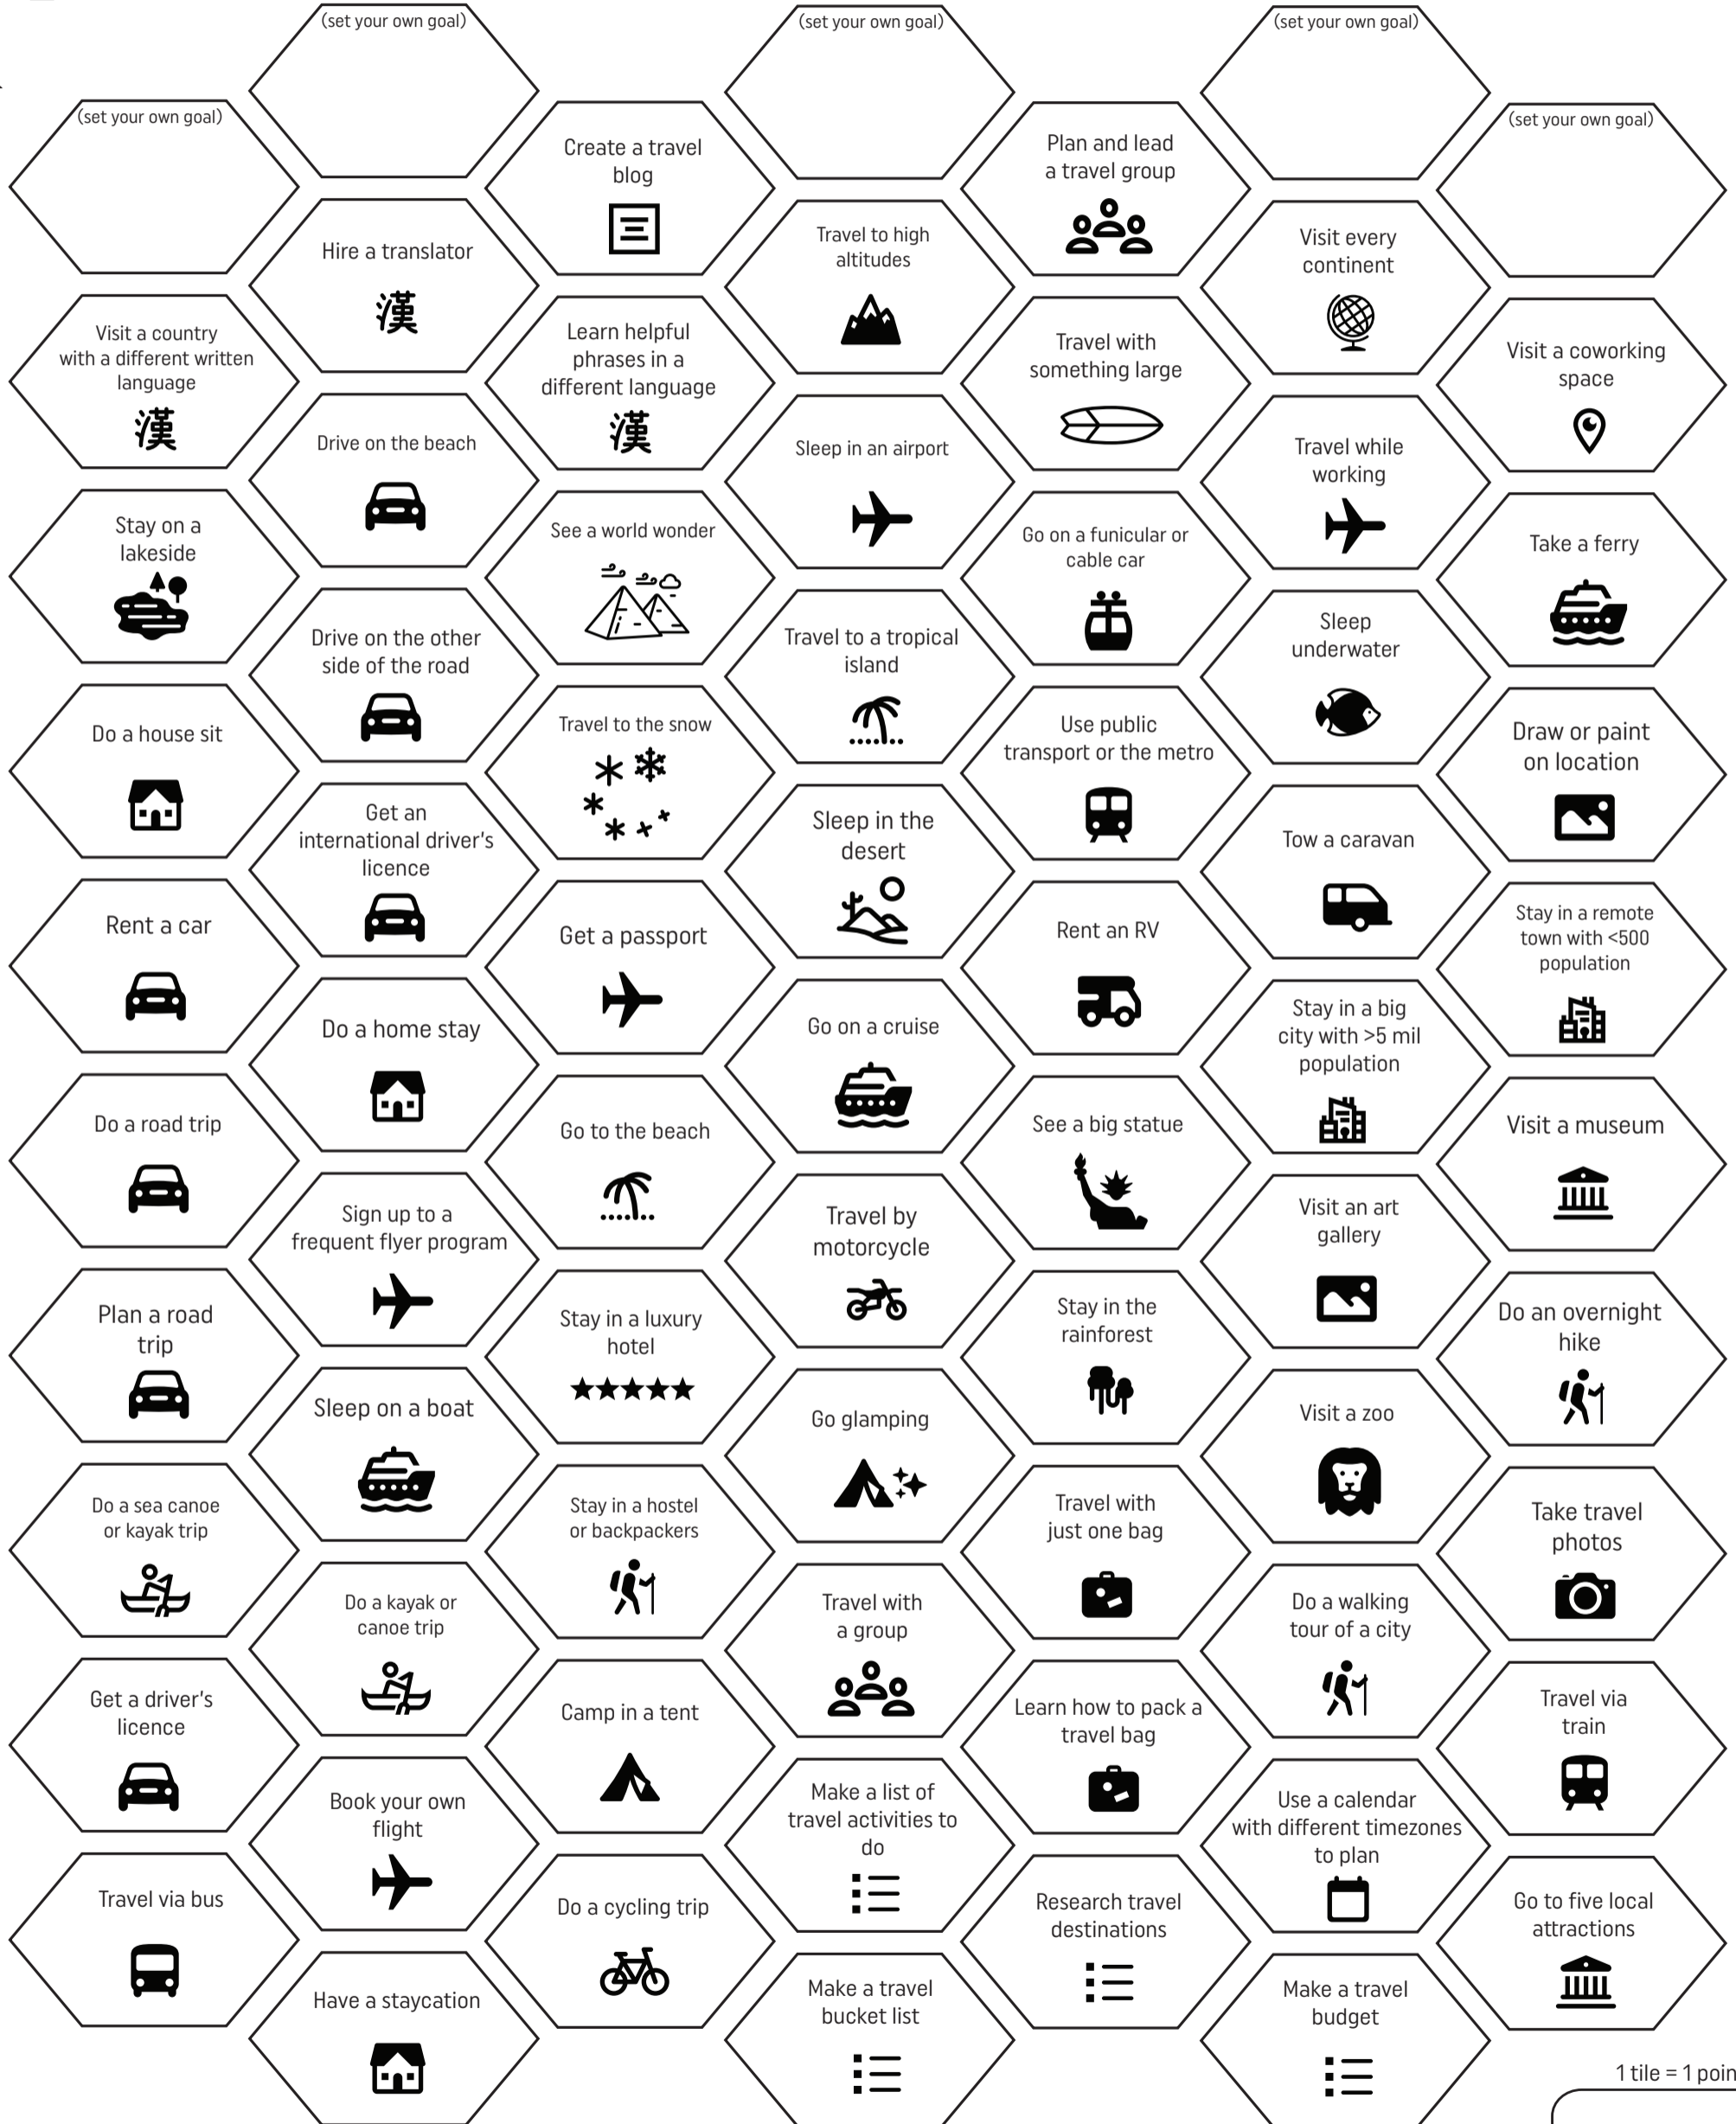 (set your own goal)
(set your own goal)
(set your own goal)
(set your own goal)
(set your own goal)
Create a travel
blog
Plan and lead
a travel group
Hire a translator
漢
Travel to high
altitudes
Visit every
continent
Visit a country
with a different written
language
漢
Learn helpful
phrases in a
different language
漢
Travel with
something large
Visit a coworking
space
Drive on the beach
Sleep in an airport
Travel while
working
Stay on a
lakeside
See a world wonder
Go on a funicular or
cable car
Take a ferry
Drive on the other
side of the road
Travel to a tropical
island
Sleep
underwater
Do a house sit
Travel to the snow
Use public
transport or the metro
Draw or paint
on location
Get an
international driver's
licence
Sleep in the
desert
Tow a caravan
Rent a car
Get a passport
Rent an RV
Stay in a remote
town with <500
population
Do a home stay
Go on a cruise
Stay in a big
city with >5 mil
population
Do a road trip
Go to the beach
See a big statue
Visit a museum
Sign up to a
frequent flyer program
Travel by
motorcycle
Visit an art
gallery
Plan a road
trip
Stay in a luxury
hotel
Stay in the
rainforest
Do an overnight
hike
Sleep on a boat
Go glamping
Visit a zoo
Do a sea canoe
or kayak trip
Stay in a hostel
or backpackers
Travel with
just one bag
Take travel
photos
Do a kayak or
canoe trip
Travel with
a group
Do a walking
tour of a city
Get a driver's
licence
Camp in a tent
Learn how to pack a
travel bag
Travel via
train
Book your own
flight
Make a list of
travel activities to
do
Use a calendar
with different timezones
to plan
Travel via bus
Do a cycling trip
Research travel
destinations
Go to five local
attractions
Have a staycation
Make a travel
bucket list
Make a travel
budget
1 tile = 1